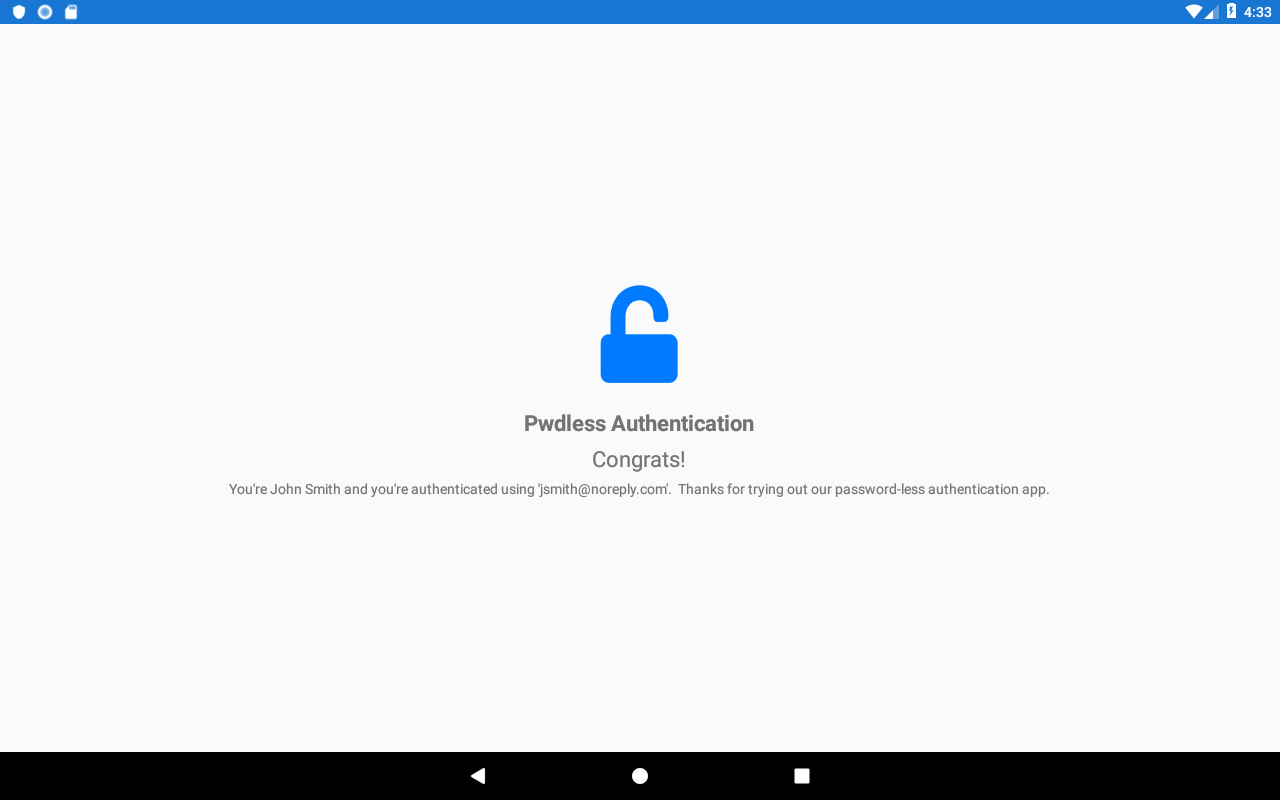 4:33
Pwdless Authentication
Congrats!
You're John Smith and you're authenticated using 'jsmith@noreply.com'.  Thanks for trying out our password-less authentication app.